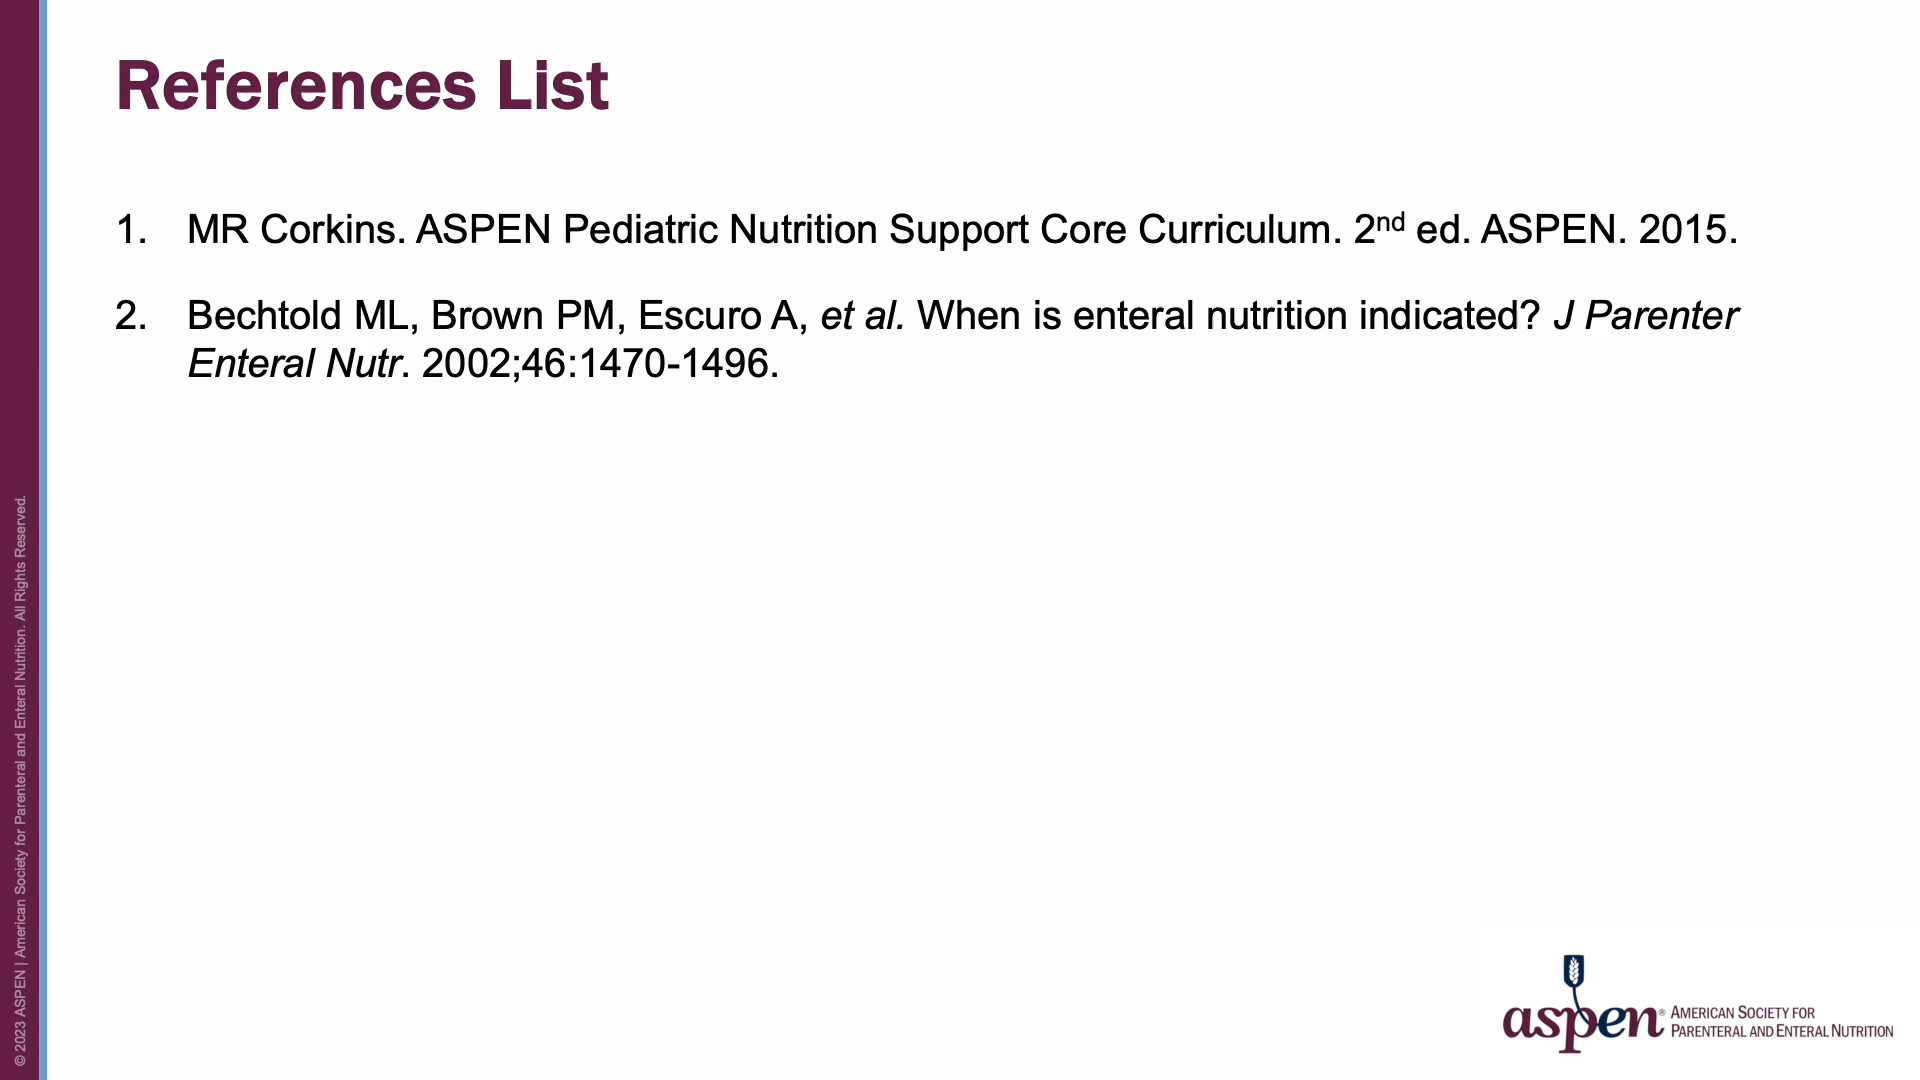 References List
1. MR Corkins. ASPEN Pediatric Nutrition Support Core Curriculum. 2nd ed. ASPEN. 2015.
2. Bechtold ML, Brown PM, Escuro A, et al. When is enteral nutrition indicated? J Parenter
Enteral Nutr. 2002;46:1470-1496.
© 2023 ASPEN | American Society for Parenteral and Enteral Nutrition. All Rights Reserved.
aspen® AMERICAN SOCIETY FOR
PARENTERAL AND ENTERAL NUTRITION